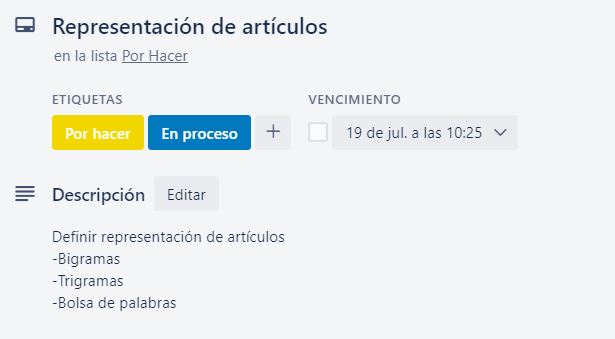 Representación de artículos
en la lista Por Hacer
ETIQUETAS
VENCIMIENTO
Por hacer
En proceso
+
19 de jul. a las 10:25
Descripción
Editar
Definir representación de artículos
-Bigramas
-Trigramas
-Bolsa de palabras